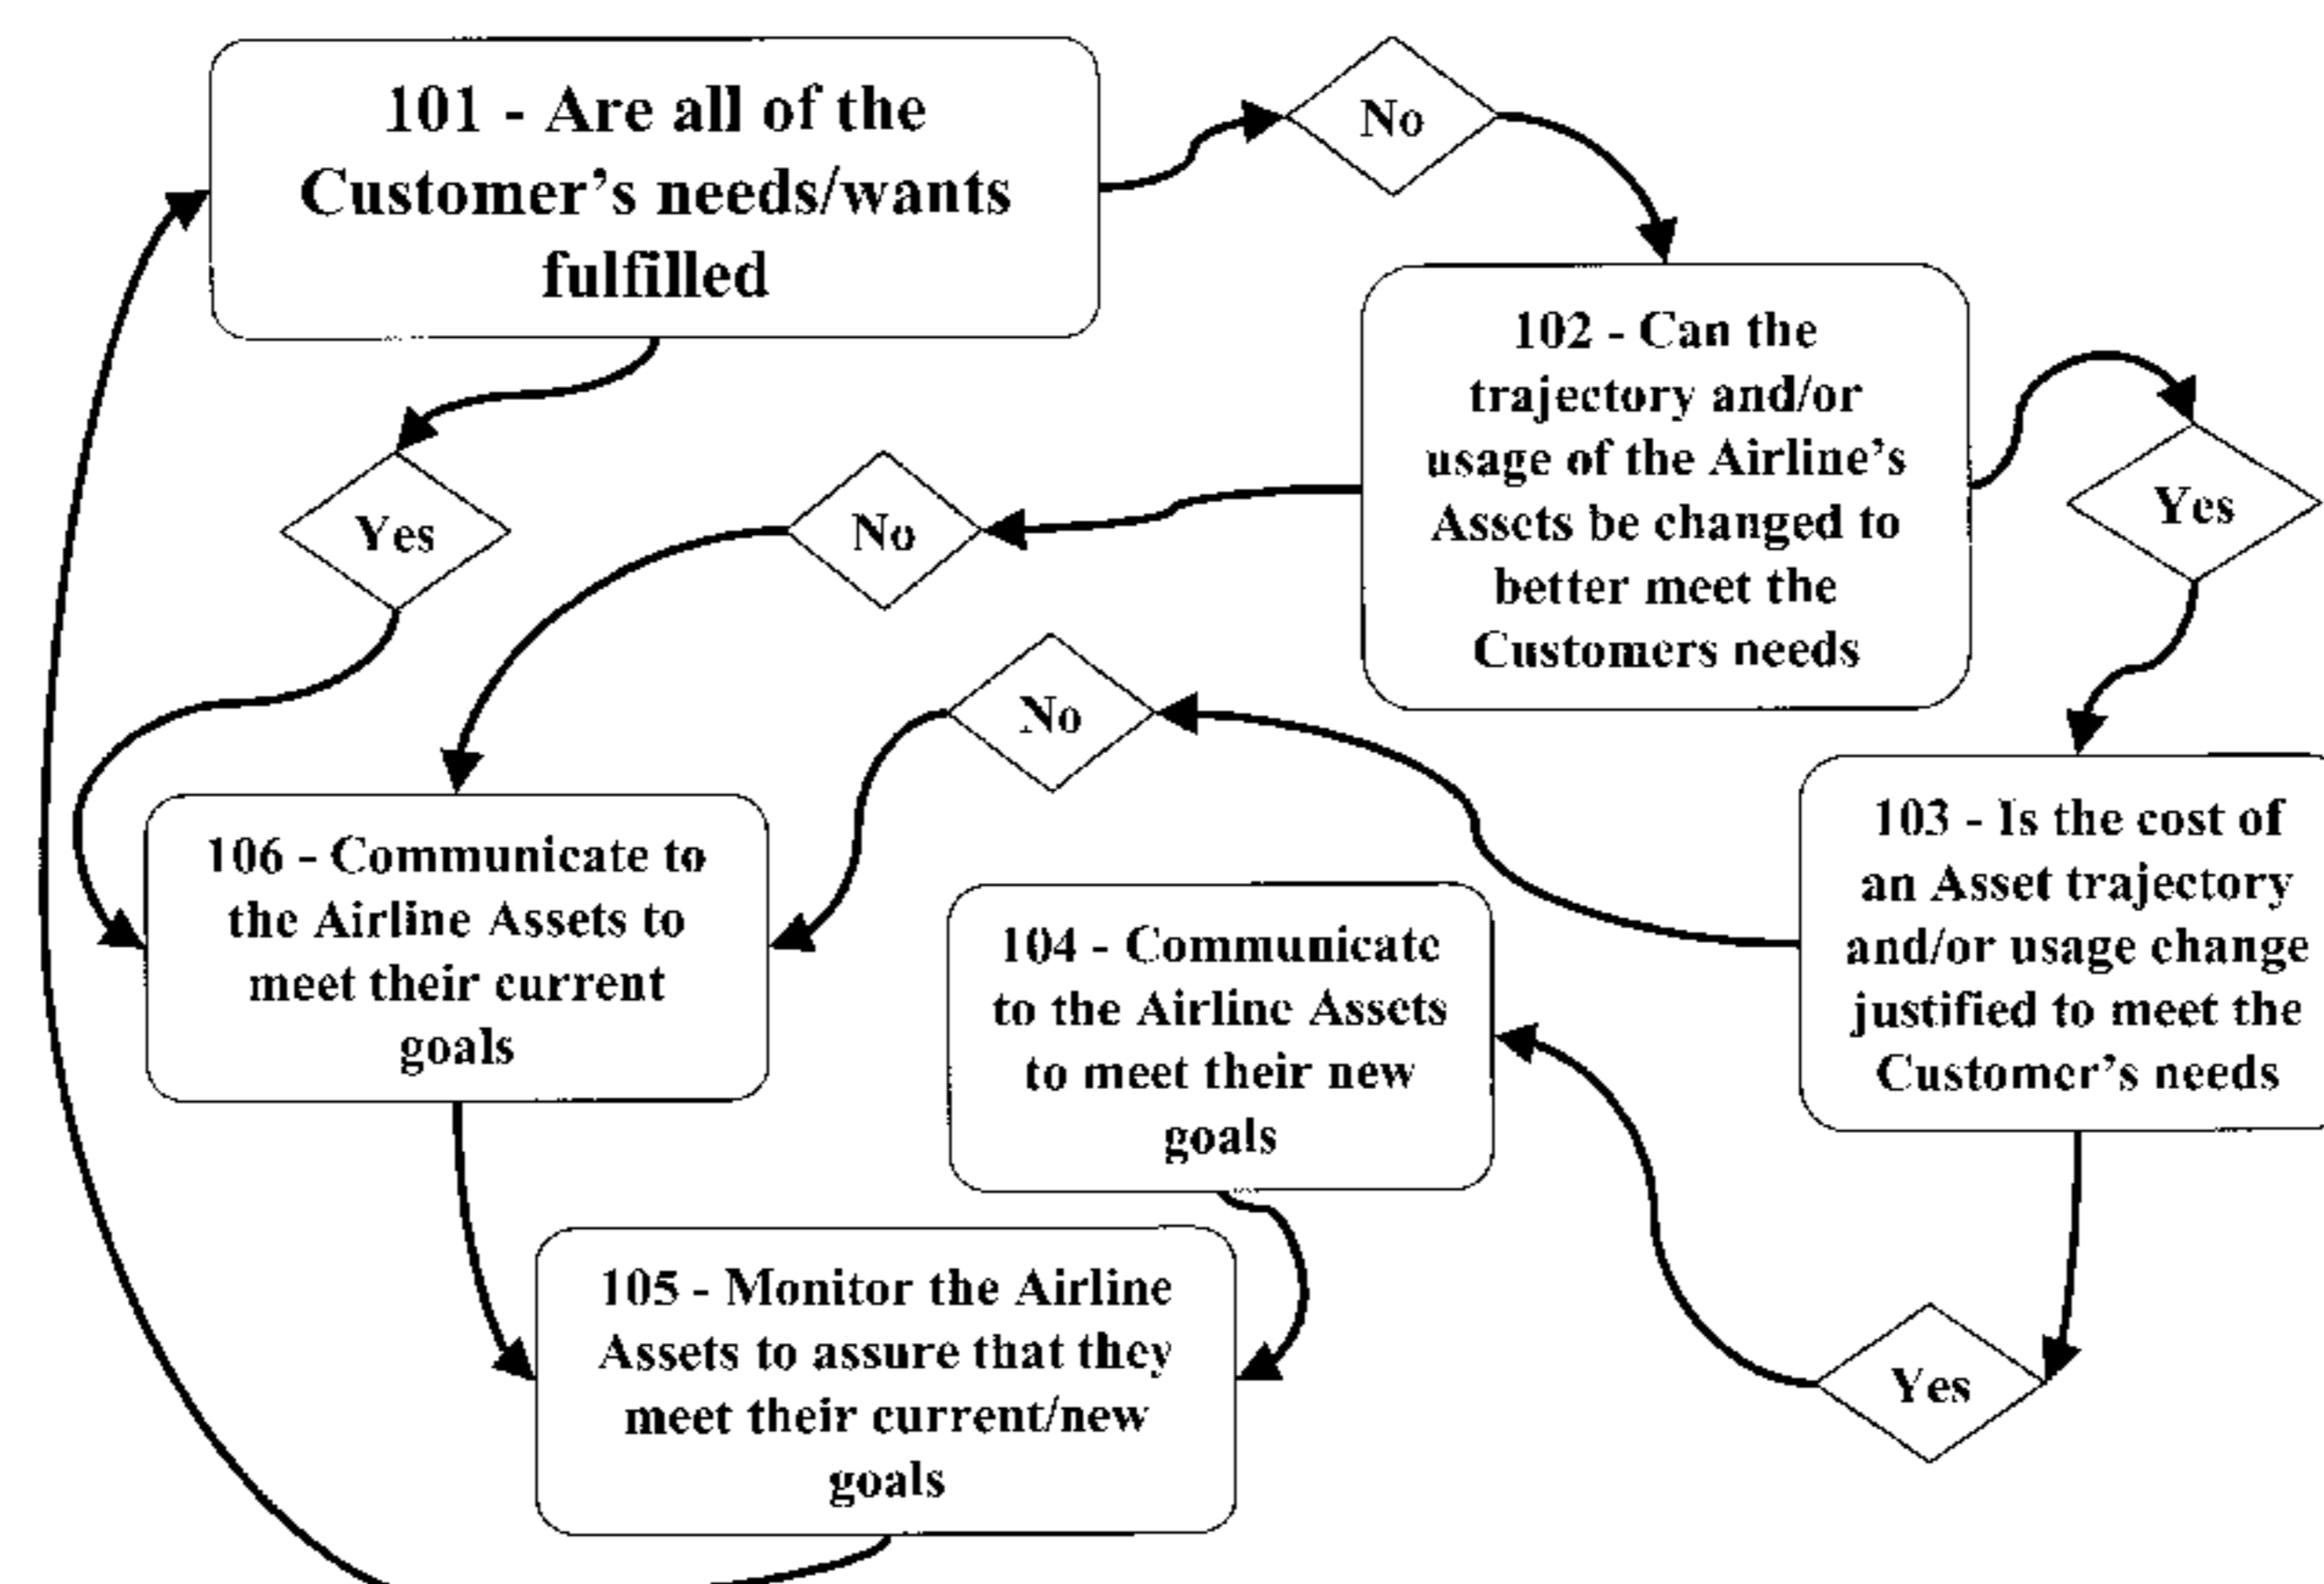 101 - Are all of the
Customer's needs/wants
fulfilled
No
102 - Can the
trajectory and/or
usage of the Airline's
Assets be changed to
better meet the
Customers needs
Yes
No
Yes
No
103 - Is the cost of
an Asset trajectory
and/or usage change
justified to meet the
Customer's needs
106 - Communicate to
the Airline Assets to
meet their current
goals
104 - Communicate
to the Airline Assets
to meet their new
goals
105 - Monitor the Airline
Assets to assure that they
meet their current/new
goals
Yes